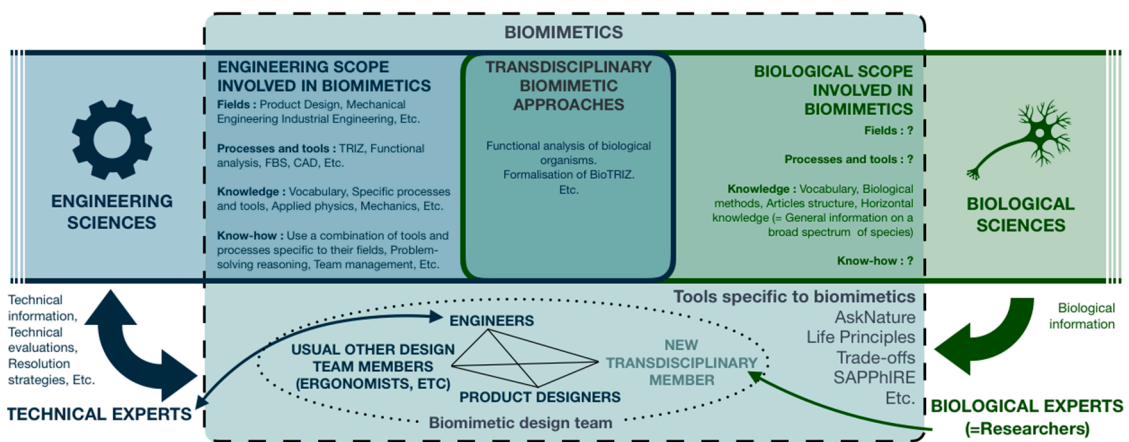 BIOMIMETICS
ENGINEERING
SCIENCES
ENGINEERING SCOPE
INVOLVED IN BIOMIMETICS
Fields : Product Design, Mechanical
Engineering Industrial Engineering, Etc.
Processes and tools : TRIZ, Functional
analysis, FBS, CAD, Etc.
Knowledge : Vocabulary, Specific processes
and tools, Applied physics, Mechanics, Etc.
Know-how : Use a combination of tools and
processes specific to their fields, Problem-
solving reasoning, Team management, Etc.
TRANSDISCIPLINARY
BIOMIMETIC
APPROACHES
Functional analysis of biological
organisms.
Formalisation of BioTRIZ.
Etc.
BIOLOGICAL SCOPE
INVOLVED IN
BIOMIMETICS
Fields : ?
Processes and tools : ?
Knowledge : Vocabulary, Biological
methods, Articles structure, Horizontal
knowledge (= General information on a
broad spectrum of species)
Know-how : ?
BIOLOGICAL
SCIENCES
Technical
information,
Technical
evaluations,
Resolution
strategies, Etc.
TECHNICAL EXPERTS
ENGINEERS
USUAL OTHER DESIGN
TEAM MEMBERS
(ERGONOMISTS, ETC)
PRODUCT DESIGNERS
NEW
TRANSDISCIPLINARY
MEMBER
Biomimetic design team
Tools specific to biomimetics
AskNature
Life Principles
Trade-offs
SAPPhIRE
Etc.
Biological
information
BIOLOGICAL EXPERTS
(=Researchers)